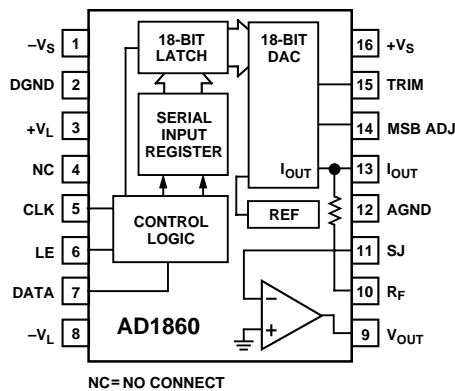 –VS 1
DGND 2
+VL 3
NC 4
CLK 5
LE 6
DATA 7
–VL 8
18-BIT
LATCH
SERIAL
INPUT
REGISTER
CONTROL
LOGIC
18-BIT
DAC
IOUT
REF
–
+
AD1860
16 +VS
15 TRIM
14 MSB ADJ
13 IOUT
12 AGND
11 SJ
10 RF
9 VOUT
NC= NO CONNECT